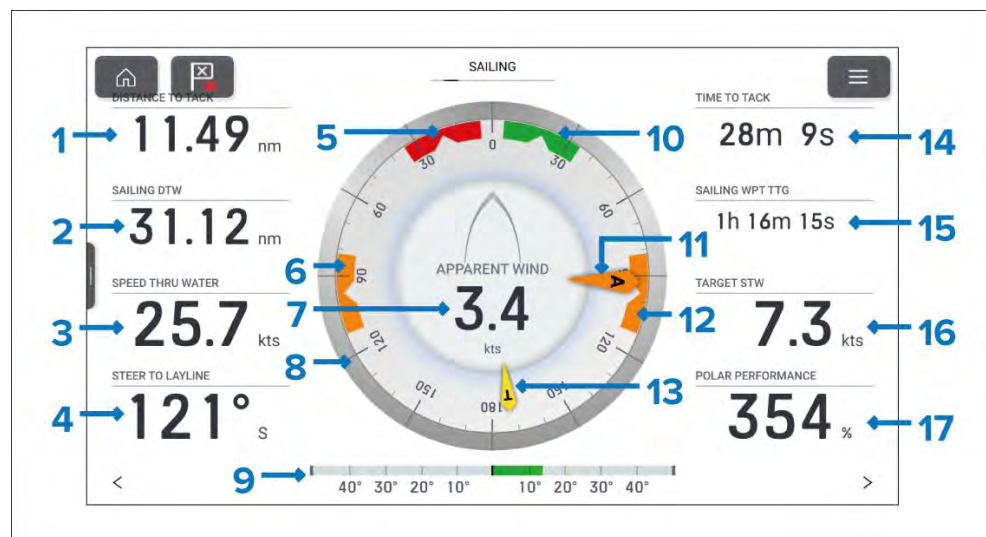 SAILING
DISTANCE TO TACK
1 11.49 nm
SAILING DTW
2 31.12 nm
SPEED THRU WATER
3 25.7 kts
STEER TO LAYLINE
4 121° S
5
6
7
8
9
0
30 30
60 60
90
120 120
150 150
180
APPARENT WIND
3.4
kts
A
T
40° 30° 20° 10° 10° 20° 30° 40°
10
11
12
13
TIME TO TACK
28m 9s 14
SAILING WPT TTG
1h 16m 15s 15
TARGET STW
7.3 kts 16
POLAR PERFORMANCE
354 % 17
< >